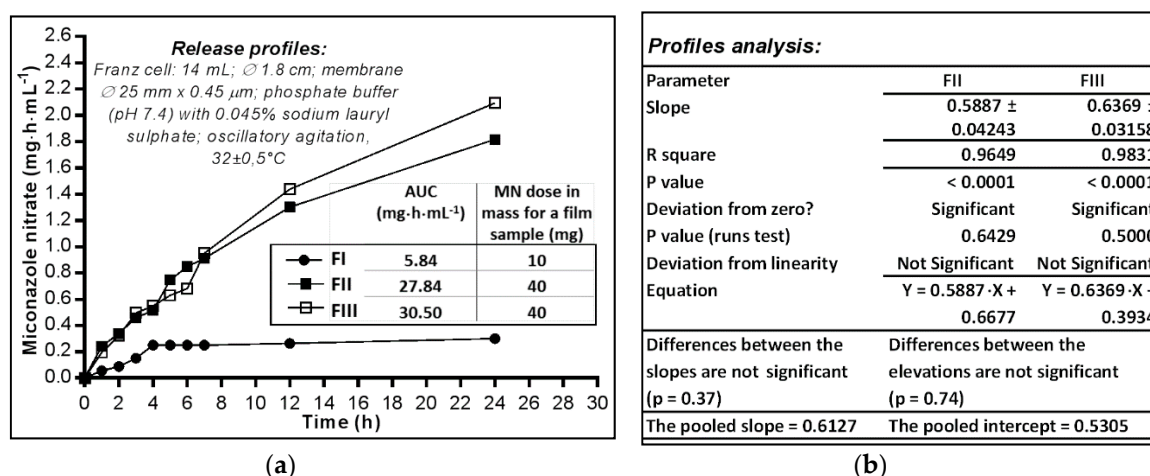 Release profiles:
Franz cell: 14 mL; ∅ 1.8 cm; membrane
∅ 25 mm x 0.45 μm; phosphate buffer
(pH 7.4) with 0.045% sodium lauryl
sulphate; oscillatory agitation,
32±0,5°C
Miconazole nitrate (mg·h·mL⁻¹)
2.6
2.4
2.2
2.0
1.8
1.6
1.4
1.2
1.0
0.8
0.6
0.4
0.2
0.0
AUC (mg·h·mL⁻¹) MN dose in mass for a film sample (mg)
FI 5.84 10
FII 27.84 40
FIII 30.50 40
0 2 4 6 8 10 12 14 16 18 20 22 24 26 28 30
Time (h)
(a)
Profiles analysis:
Parameter FII FIII
Slope 0.5887 ± 0.6369 ±
0.04243 0.03158
R square 0.9649 0.9831
P value < 0.0001 < 0.0001
Deviation from zero? Significant Significant
P value (runs test) 0.6429 0.5000
Deviation from linearity Not Significant Not Significant
Equation Y = 0.5887·X + Y = 0.6369·X
0.6677 0.3934
Differences between the slopes are not significant (p = 0.37)
Differences between the elevations are not significant (p = 0.74)
The pooled slope = 0.6127 The pooled intercept = 0.5305
(b)